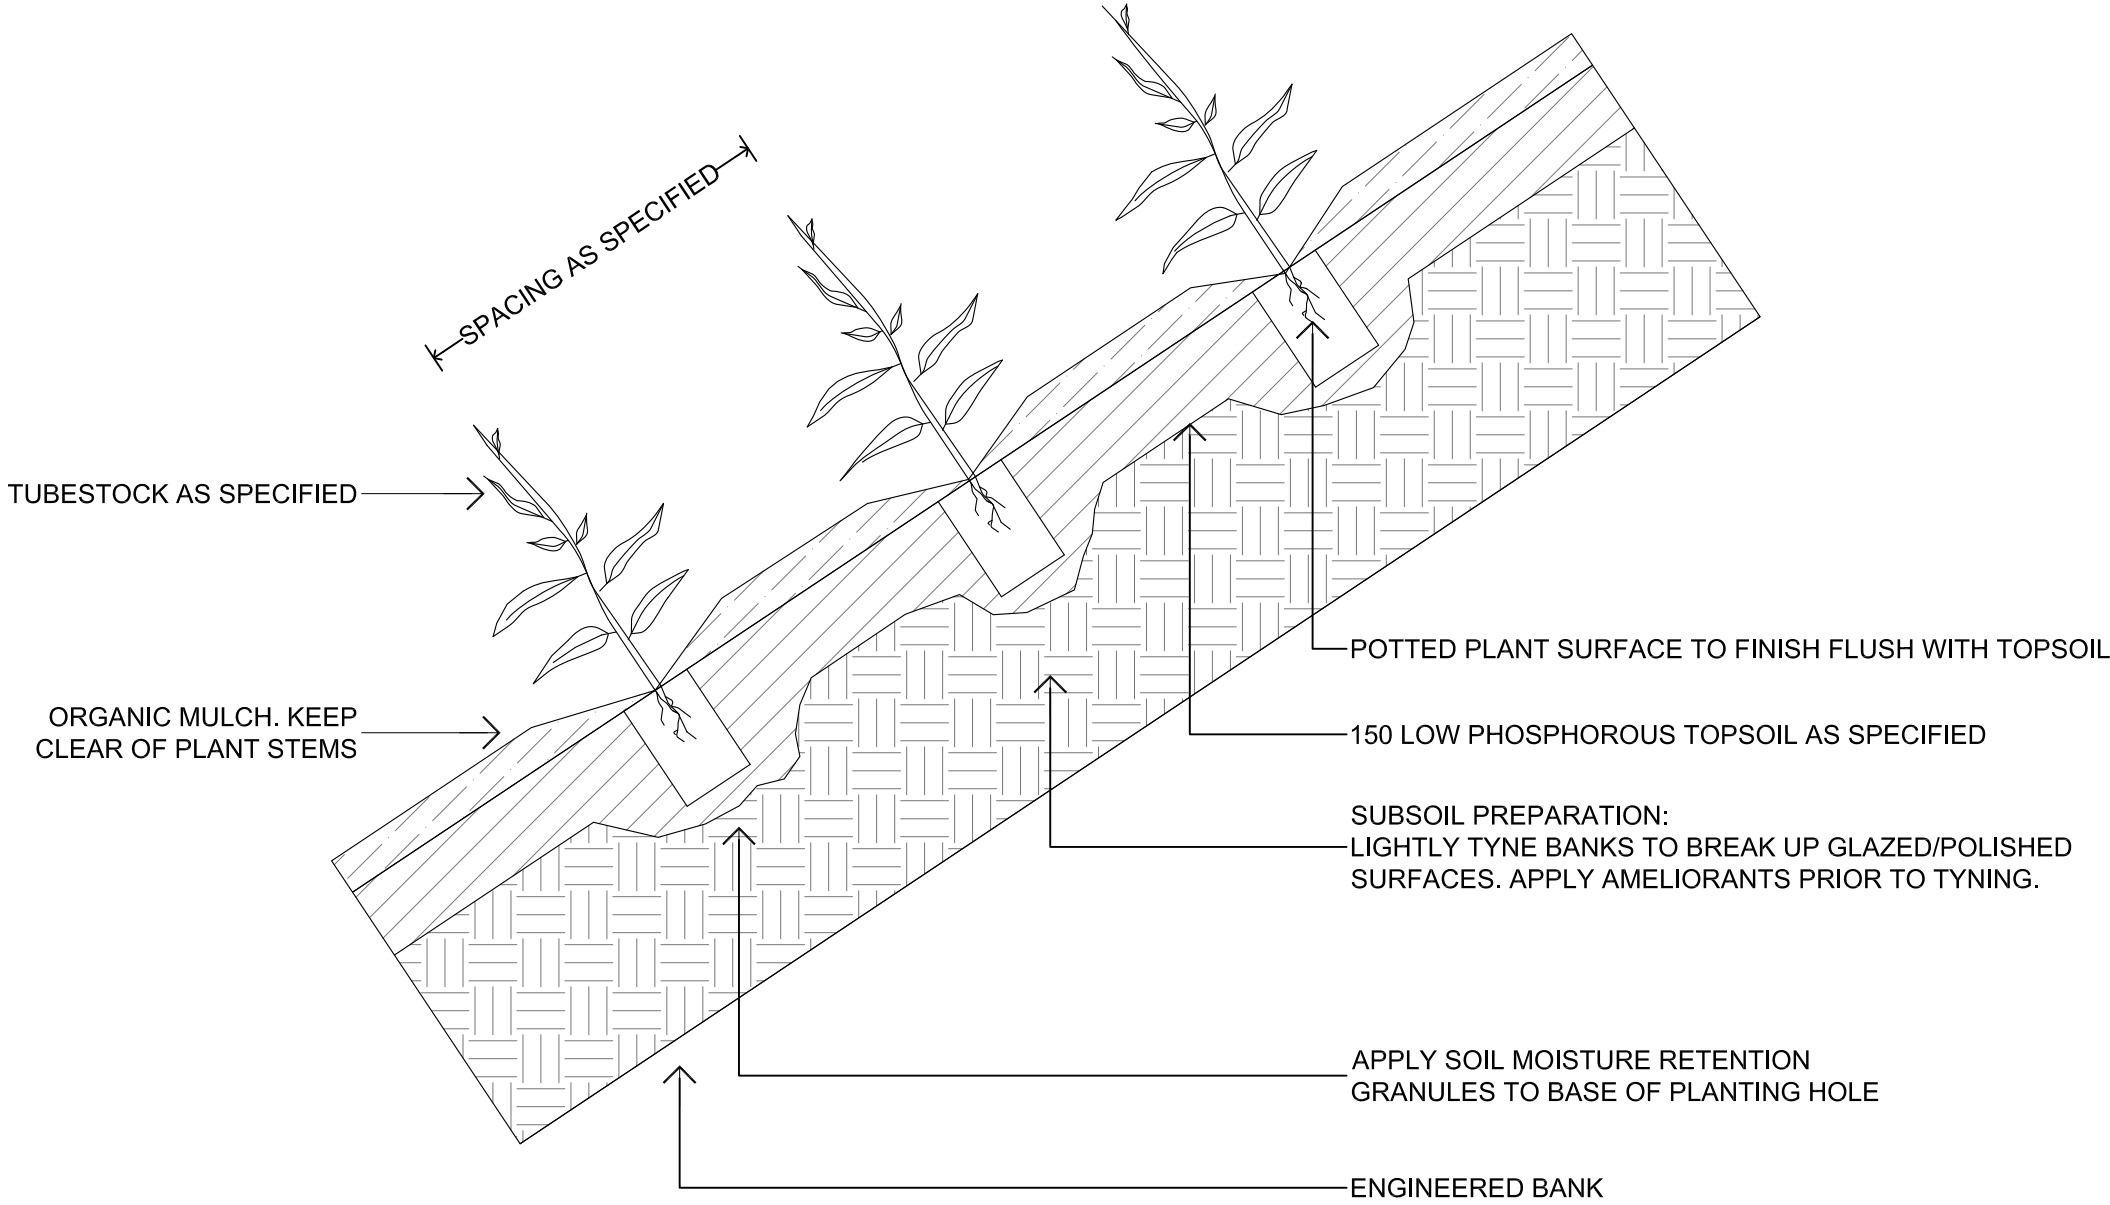 SPACING AS SPECIFIED
TUBESTOCK AS SPECIFIED
ORGANIC MULCH. KEEP
CLEAR OF PLANT STEMS
POTTED PLANT SURFACE TO FINISH FLUSH WITH TOPSOIL
150 LOW PHOSPHOROUS TOPSOIL AS SPECIFIED
SUBSOIL PREPARATION:
LIGHTLY TYNE BANKS TO BREAK UP GLAZED/POLISHED
SURFACES. APPLY AMELIORANTS PRIOR TO TYNING.
APPLY SOIL MOISTURE RETENTION
GRANULES TO BASE OF PLANTING HOLE
ENGINEERED BANK